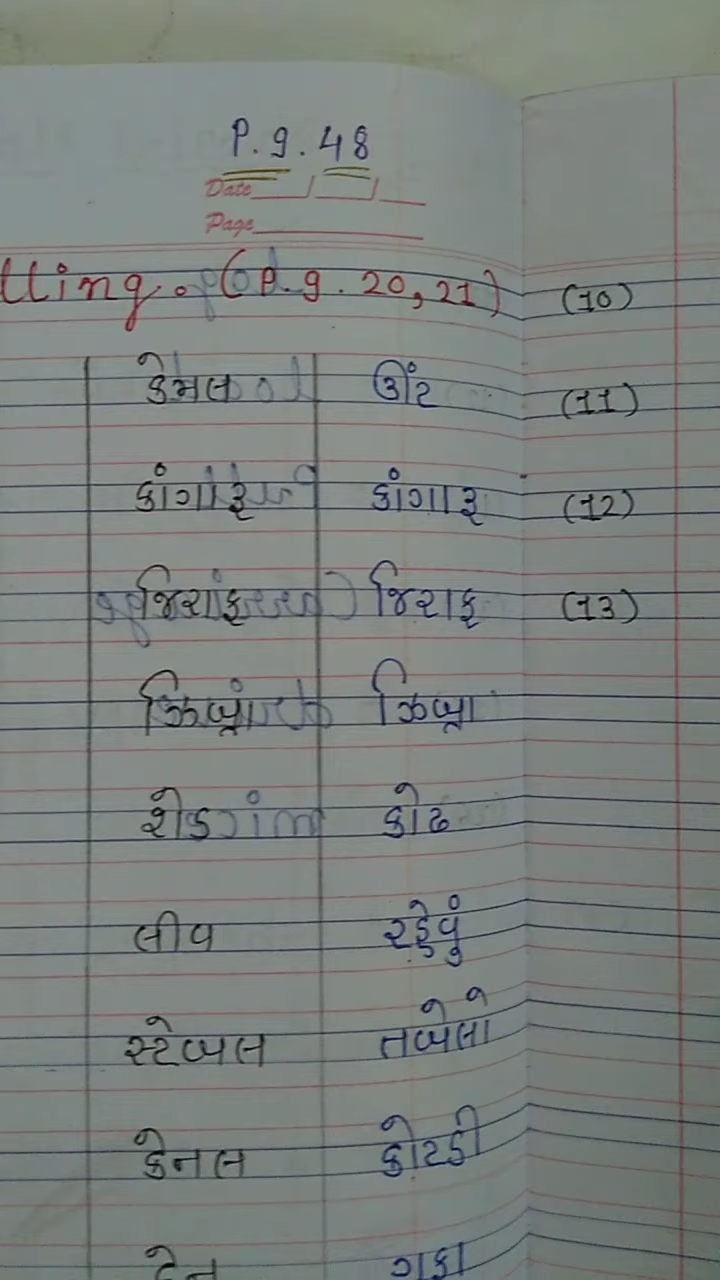 P.g.48
Date
Page
lling. (P.g. 20,21) (10)
કેમલ ઊંટ (11)
કાંગારૂ કાંગારૂ (12)
જિરાફ જિરાફ (13)
ઝિબ્રા ઝિબ્રા
શેડ કોઢ
લીવ રહેવું
સ્ટેબલ તબેલો
કેનલ કોટડી